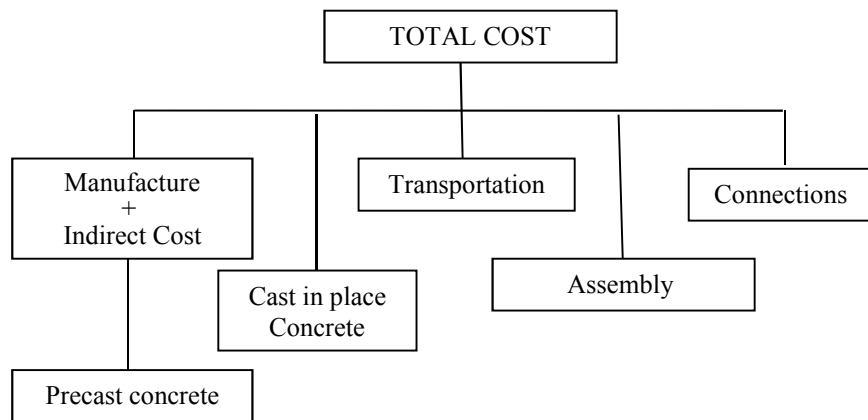 TOTAL COST
Manufacture
+
Indirect Cost
Transportation
Connections
Cast in place
Concrete
Assembly
Precast concrete